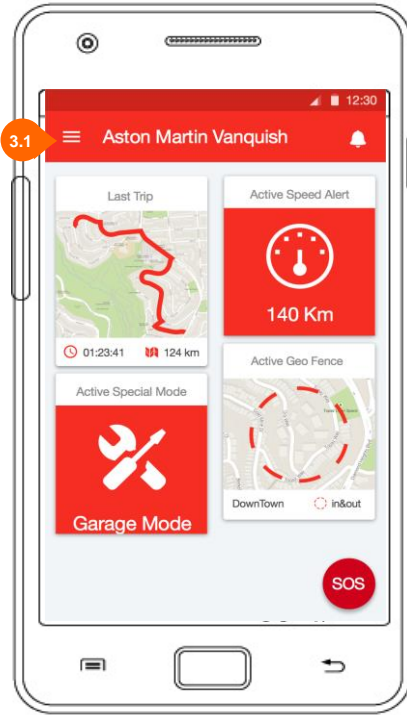 12:30
3.1
Aston Martin Vanquish
Last Trip
01:23:41
124 km
Active Speed Alert
140 Km
Active Special Mode
Garage Mode
Active Geo Fence
DownTown
in&out
SOS